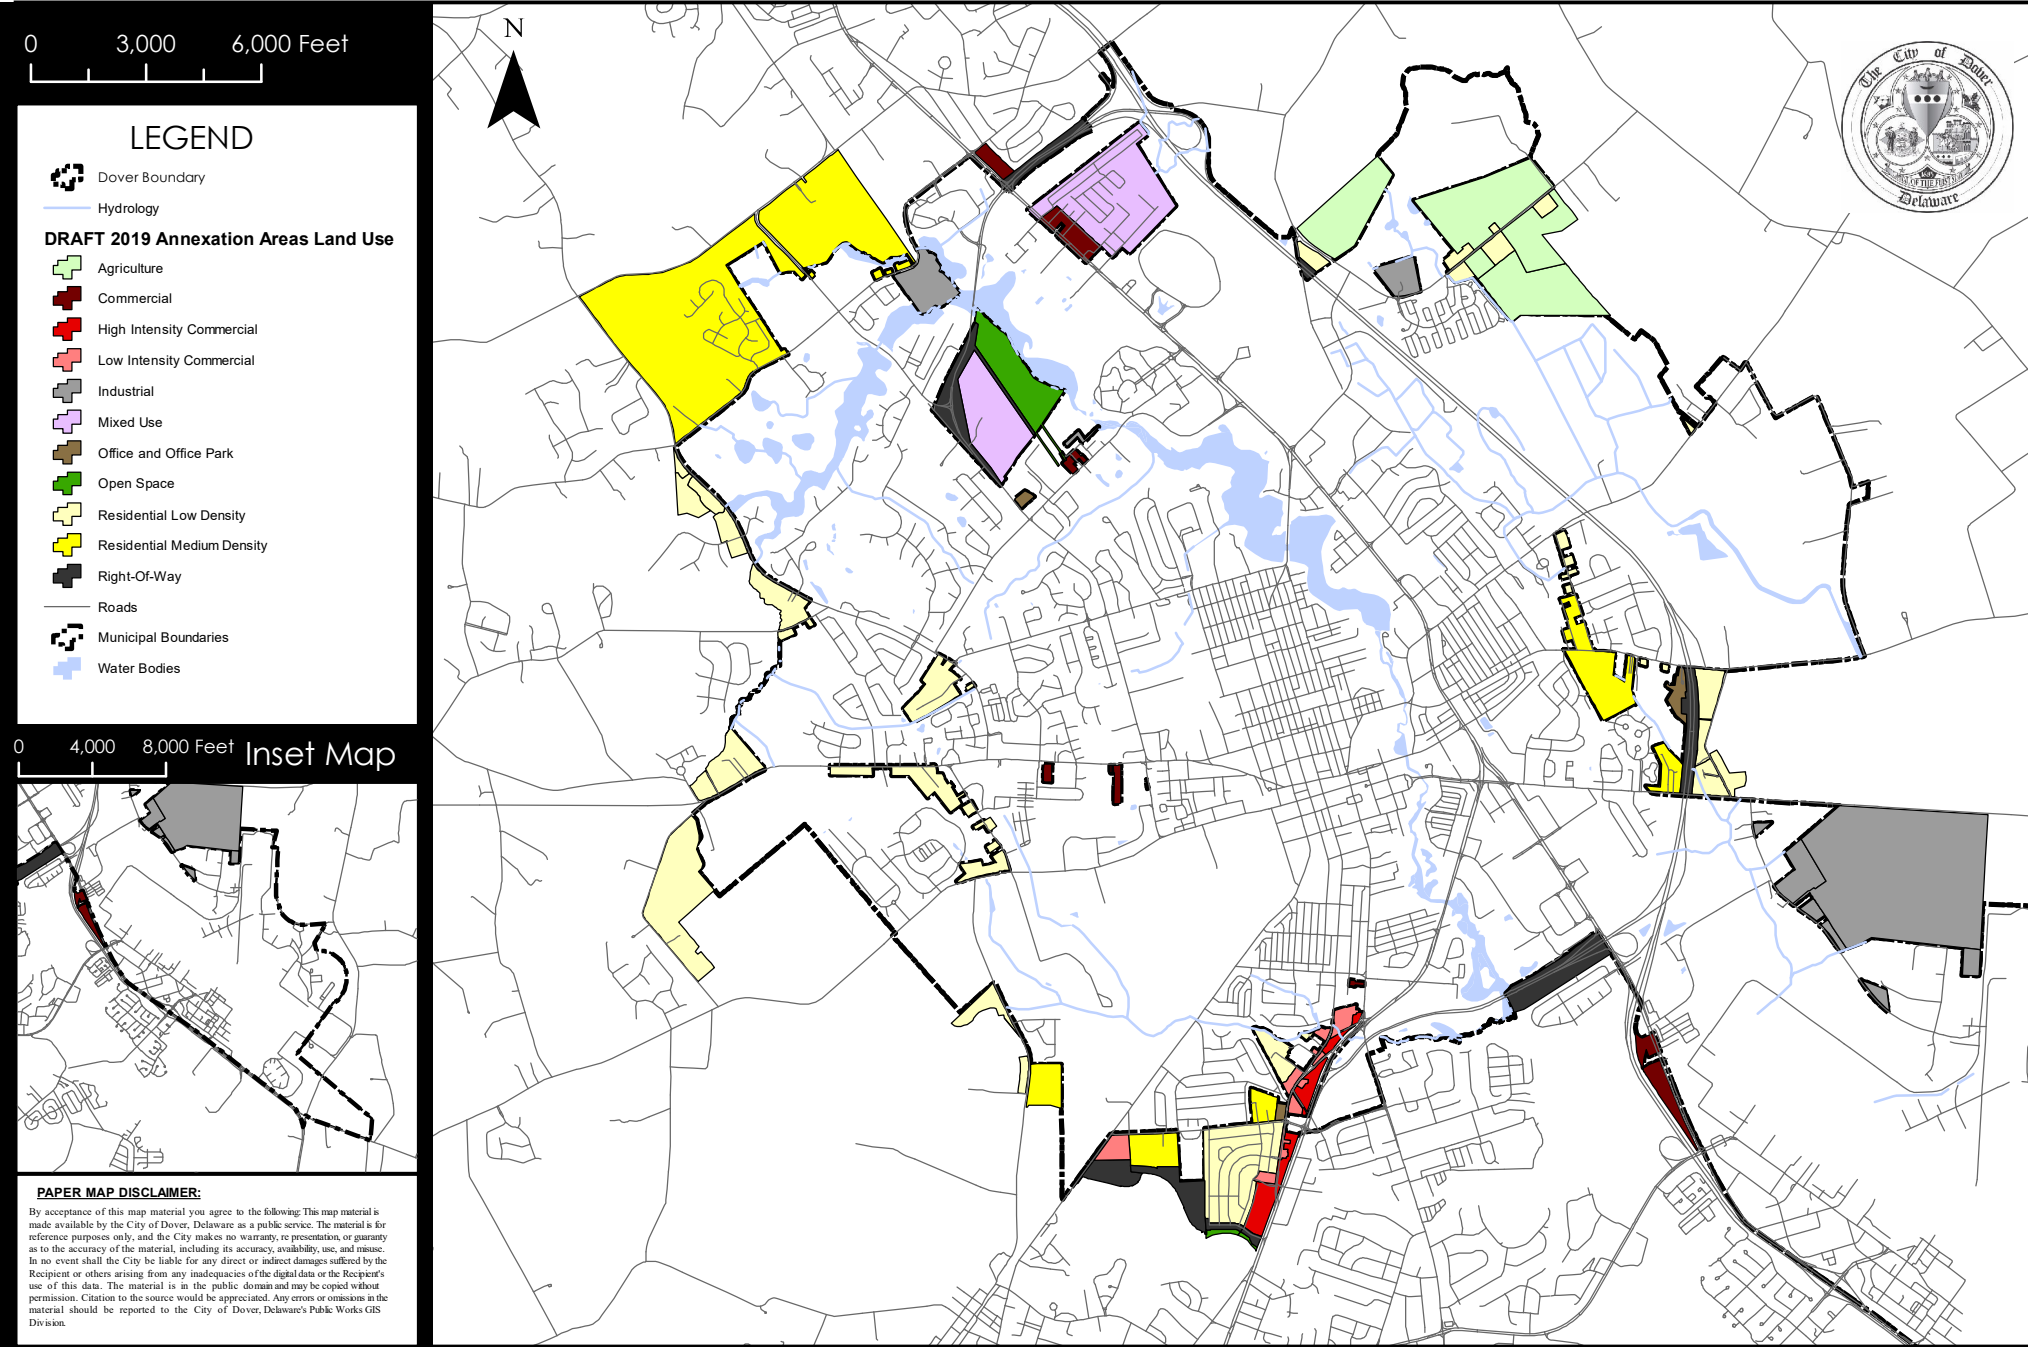 0 3,000 6,000 Feet
LEGEND
Dover Boundary
Hydrology
DRAFT 2019 Annexation Areas Land Use
Agriculture
Commercial
High Intensity Commercial
Low Intensity Commercial
Industrial
Mixed Use
Office and Office Park
Open Space
Residential Low Density
Residential Medium Density
Right-Of-Way
Roads
Municipal Boundaries
Water Bodies
0 4,000 8,000 Feet Inset Map
PAPER MAP DISCLAIMER:
By acceptance of this map material you agree to the following: This map material is
made available by the City of Dover, Delaware as a public service. The material is for
reference purposes only, and the City makes no warranty, re presentation, or guaranty
as to the accuracy of the material, including its accuracy, availability, use, and misuse.
In no event shall the City be liable for any direct or indirect damages suffered by the
Recipient or others arising from any inadequacies of the digital data or the Recipient's
use of this data. The material is in the public domain and may be copied without
permission. Citation to the source would be appreciated. Any errors or omissions in the
material should be reported to the City of Dover, Delaware's Public Works GIS
Division.
N
The City of Dover
Delaware